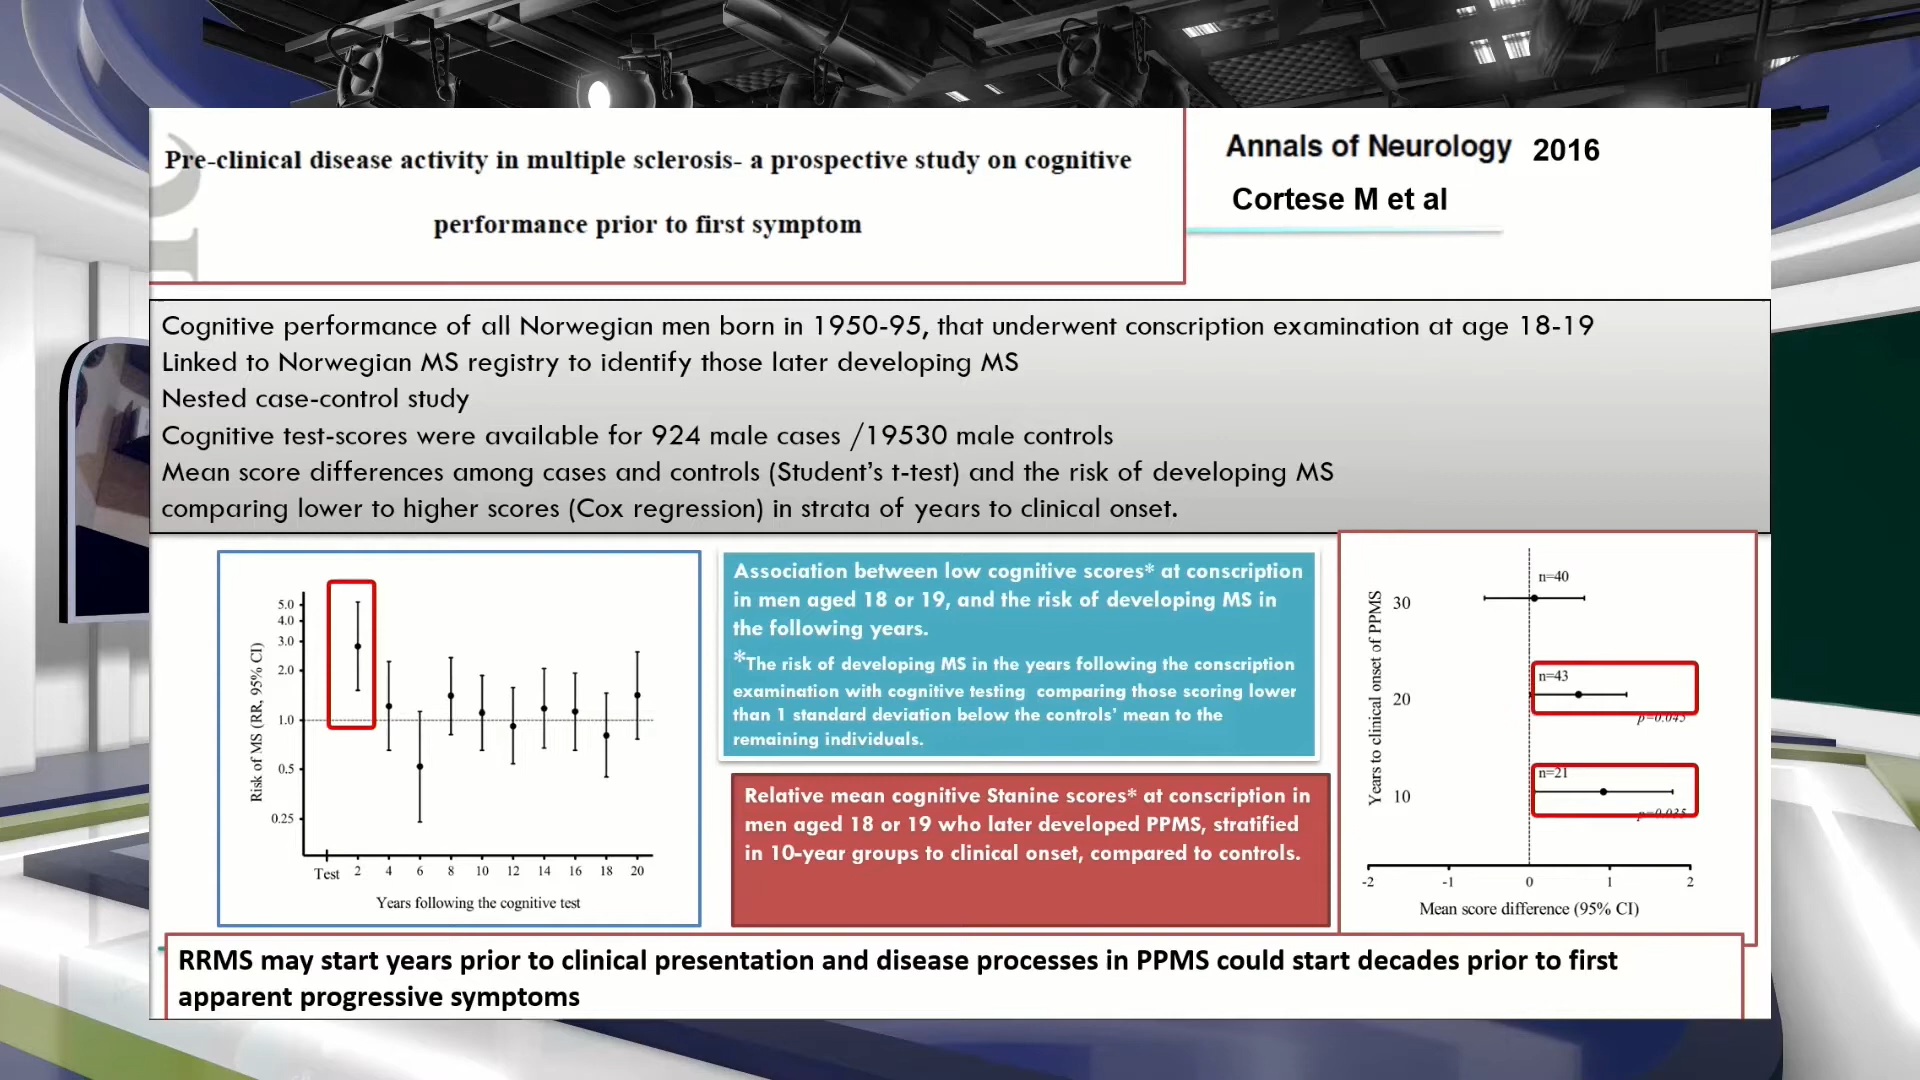 Pre-clinical disease activity in multiple sclerosis- a prospective study on cognitive
performance prior to first symptom
Annals of Neurology 2016
Cortese M et al
Cognitive performance of all Norwegian men born in 1950-95, that underwent conscription examination at age 18-19
Linked to Norwegian MS registry to identify those later developing MS
Nested case-control study
Cognitive test-scores were available for 924 male cases /19530 male controls
Mean score differences among cases and controls (Student's t-test) and the risk of developing MS
comparing lower to higher scores (Cox regression) in strata of years to clinical onset.
Risk of MS (RR, 95% CI)
5.0
4.0
3.0
2.0
1.0
0.5
0.25
Test 2 4 6 8 10 12 14 16 18 20
Years following the cognitive test
Association between low cognitive scores* at conscription
in men aged 18 or 19, and the risk of developing MS in
the following years.
*The risk of developing MS in the years following the conscription
examination with cognitive testing comparing those scoring lower
than 1 standard deviation below the controls' mean to the
remaining individuals.
Relative mean cognitive Stanine scores* at conscription in
men aged 18 or 19 who later developed PPMS, stratified
in 10-year groups to clinical onset, compared to controls.
Years to clinical onset of PPMS
n=40
30
n=43
20
p=0.045
n=21
10
p=0.035
-2 -1 0 1 2
Mean score difference (95% CI)
RRMS may start years prior to clinical presentation and disease processes in PPMS could start decades prior to first
apparent progressive symptoms